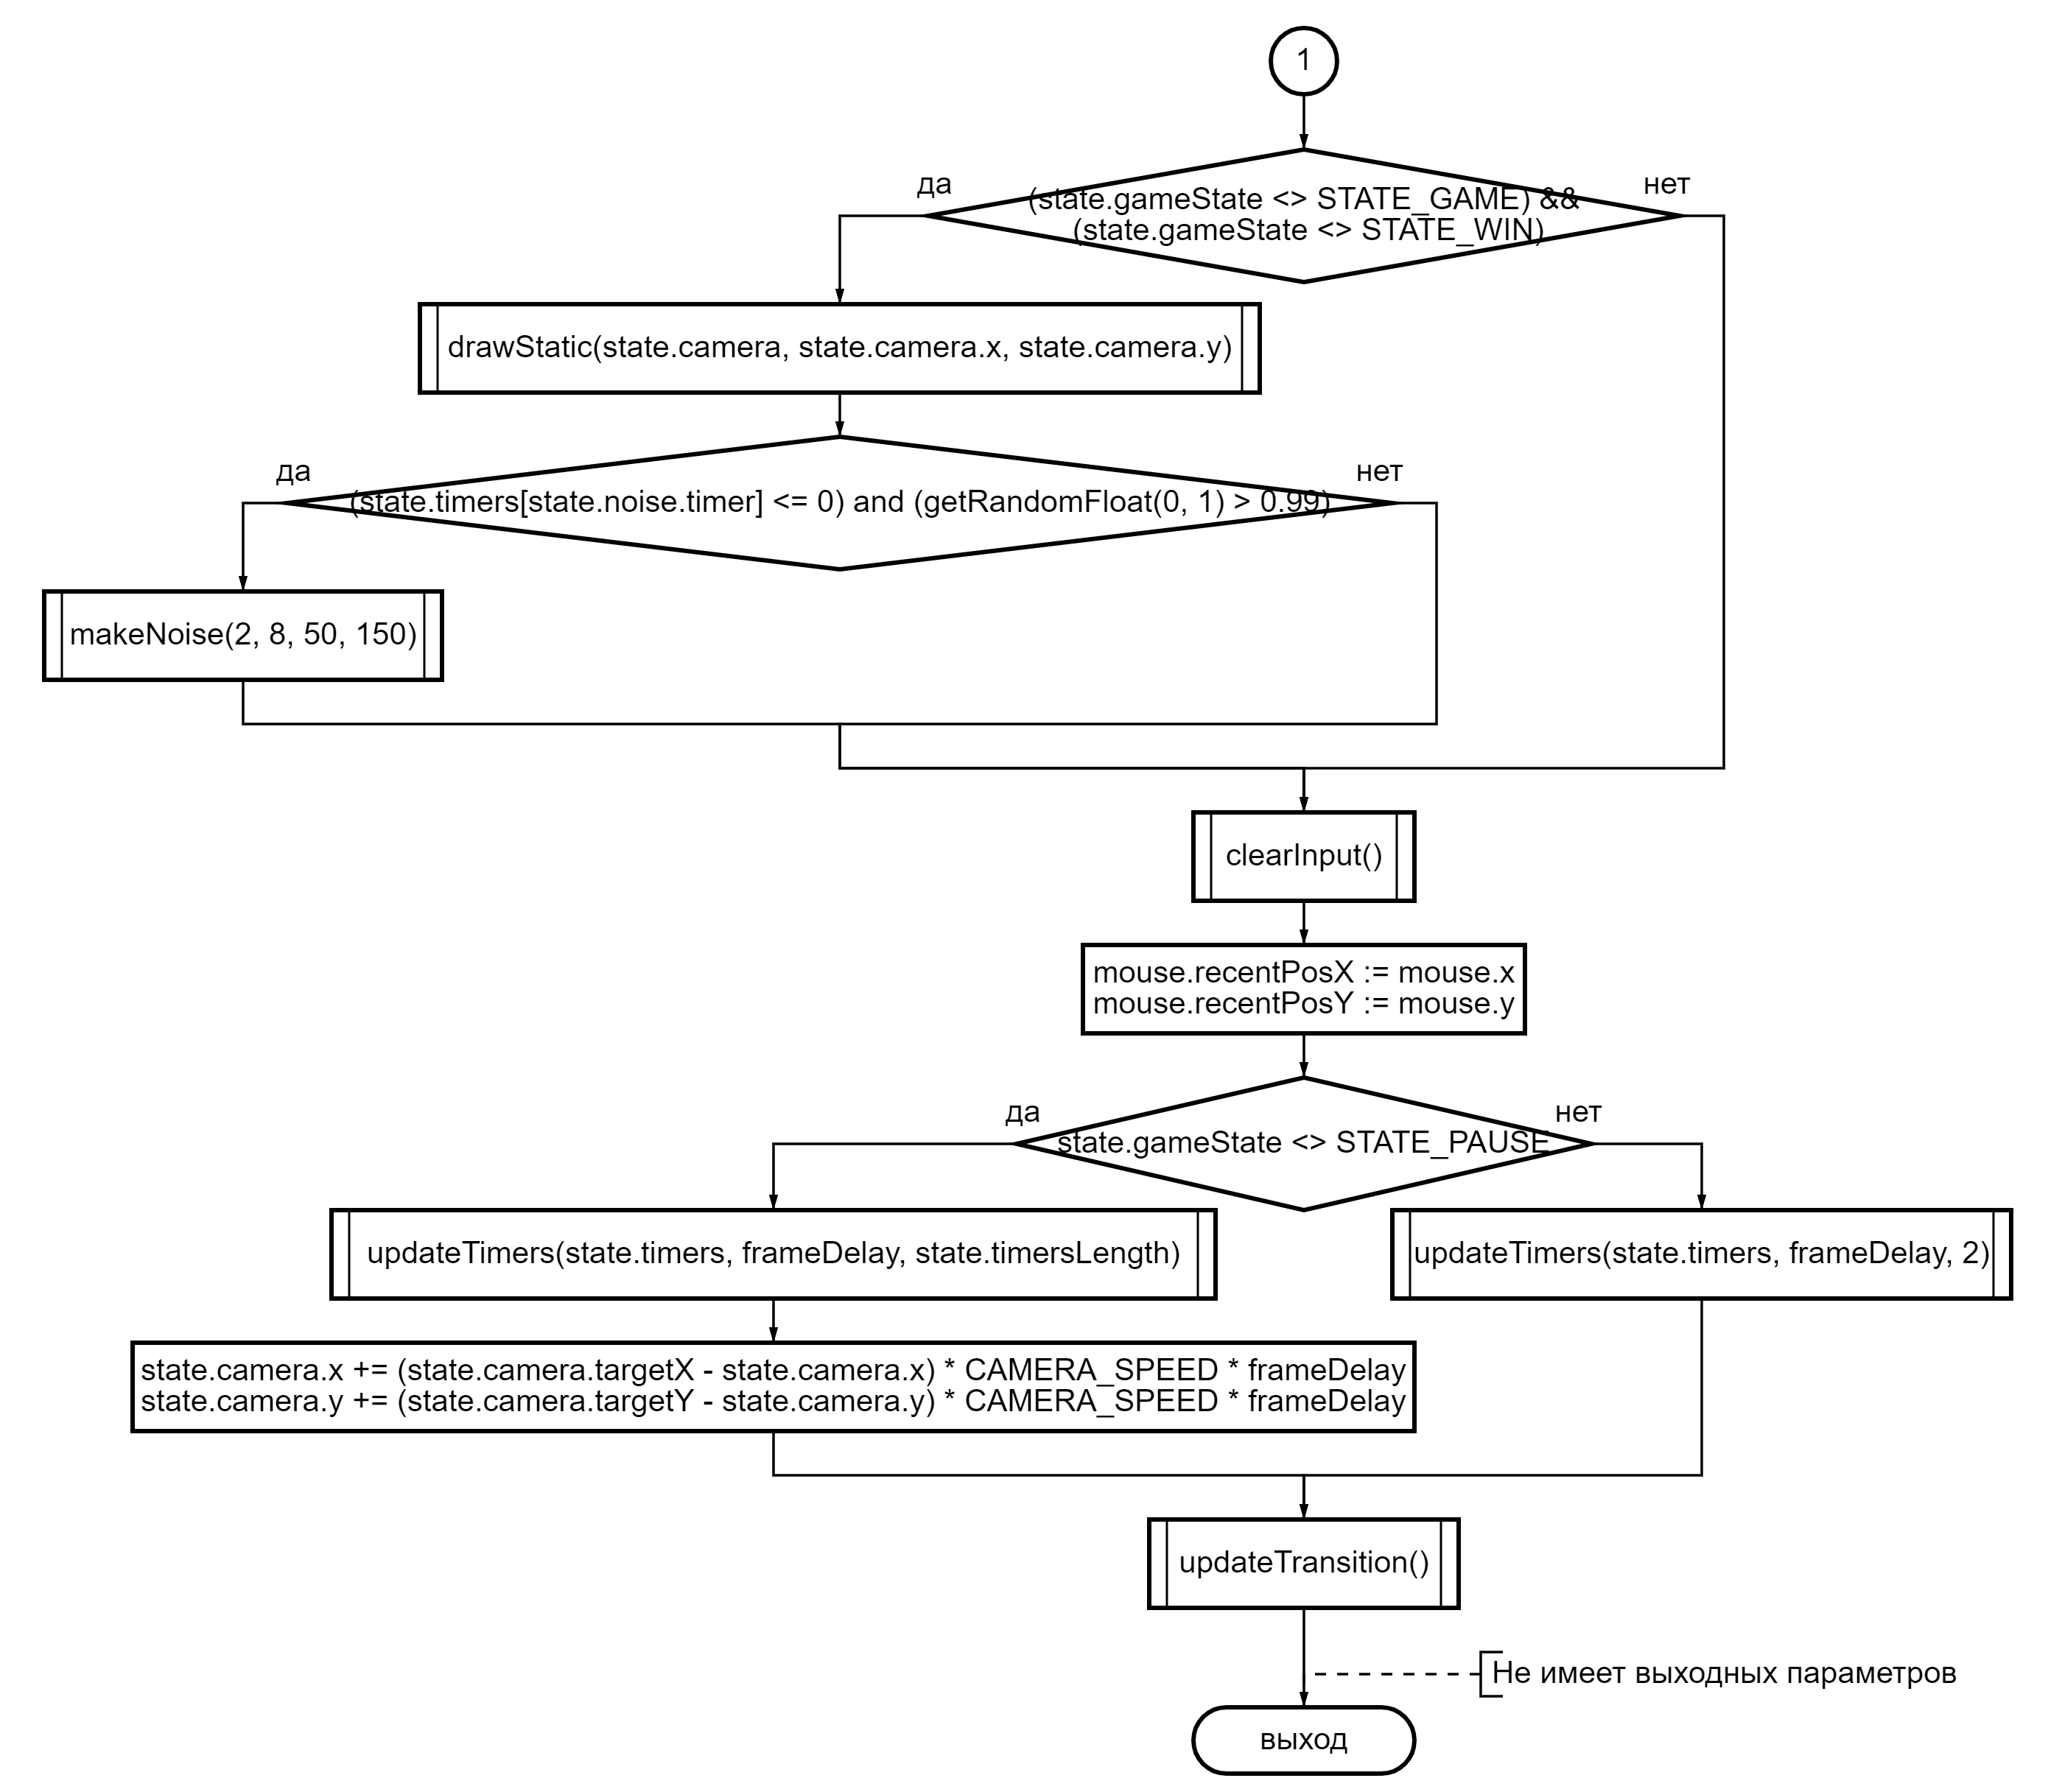 1
да
нет
(state.gameState <> STATE_GAME) &&
(state.gameState <> STATE_WIN)
drawStatic(state.camera, state.camera.x, state.camera.y)
да
нет
(state.timers[state.noise.timer] <= 0) and (getRandomFloat(0, 1) > 0.99)
makeNoise(2, 8, 50, 150)
clearInput()
mouse.recentPosX := mouse.x
mouse.recentPosY := mouse.y
да
нет
state.gameState <> STATE_PAUSE
updateTimers(state.timers, frameDelay, state.timersLength)
updateTimers(state.timers, frameDelay, 2)
state.camera.x += (state.camera.targetX - state.camera.x) * CAMERA_SPEED * frameDelay
state.camera.y += (state.camera.targetY - state.camera.y) * CAMERA_SPEED * frameDelay
updateTransition()
Не имеет выходных параметров
выход